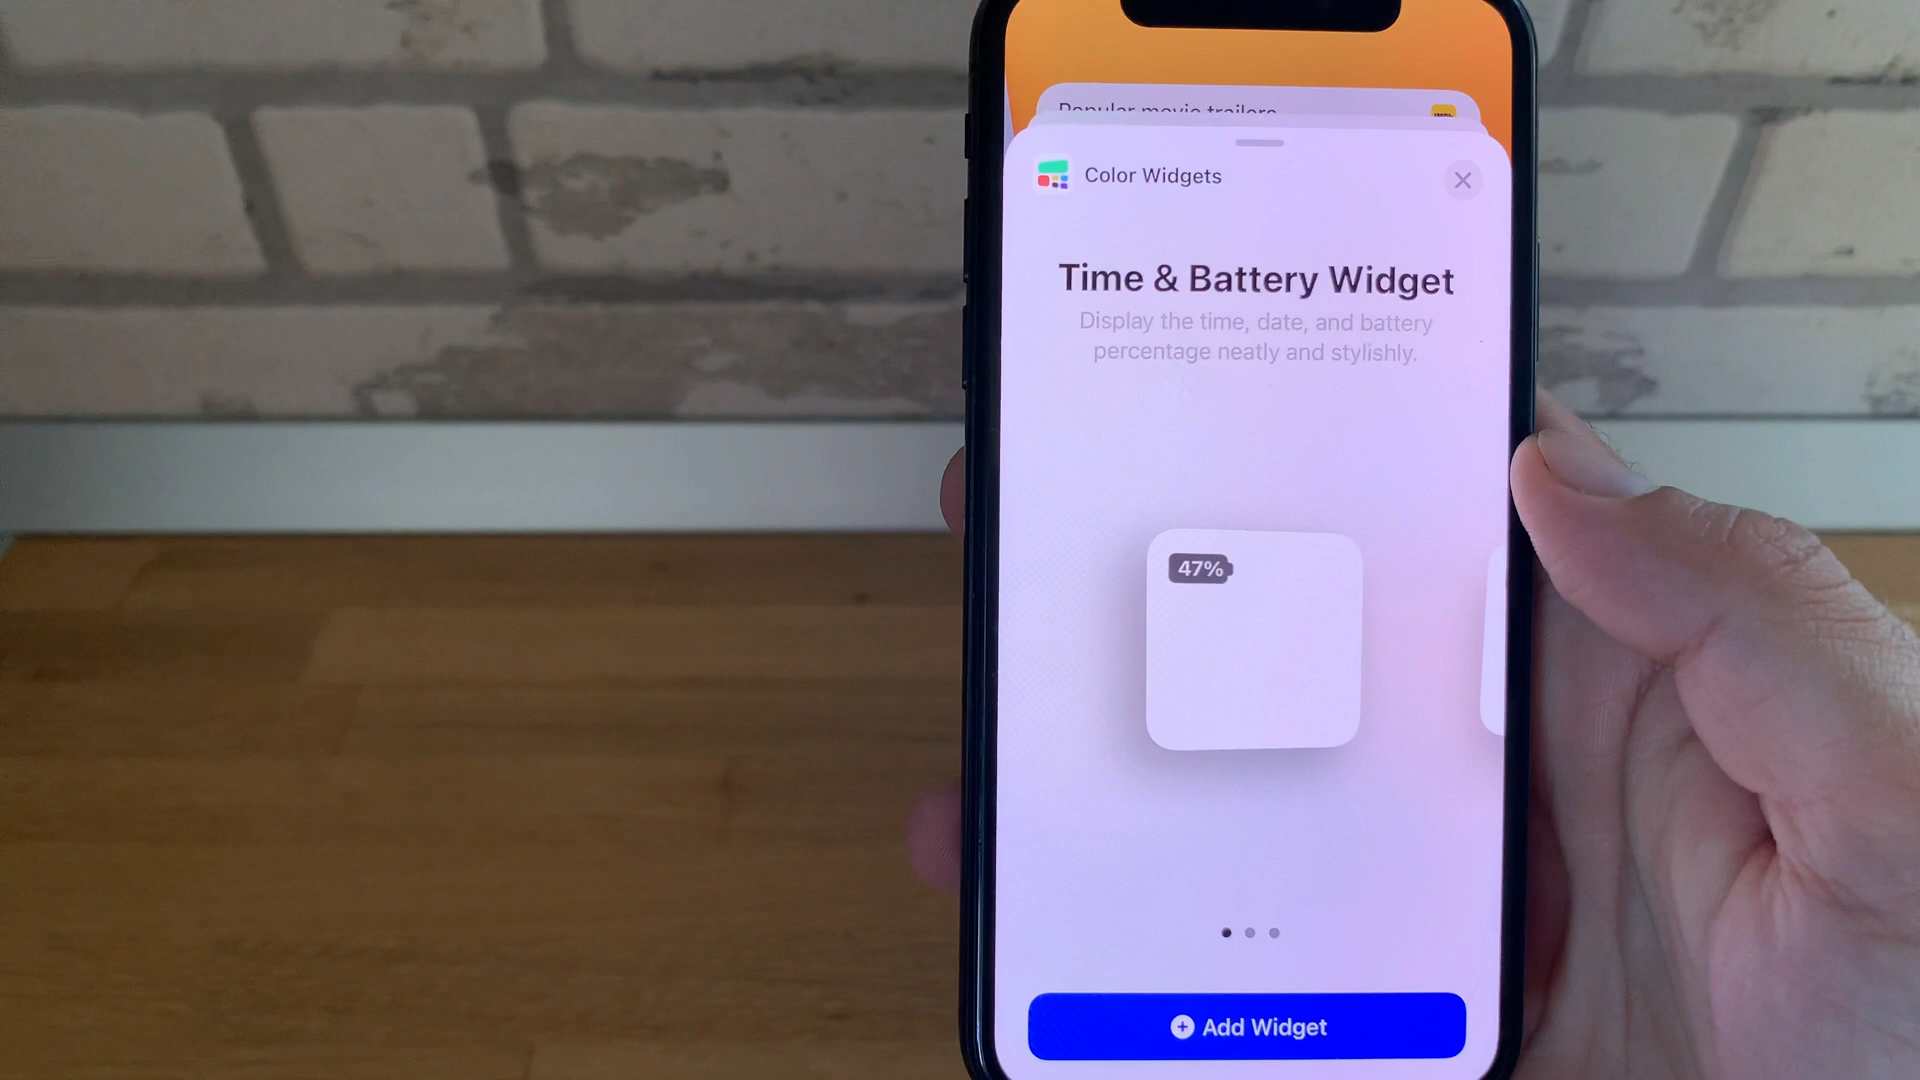 Popular movie trailers
Color Widgets
Time & Battery Widget
Display the time, date, and battery
percentage neatly and stylishly.
47%
Add Widget